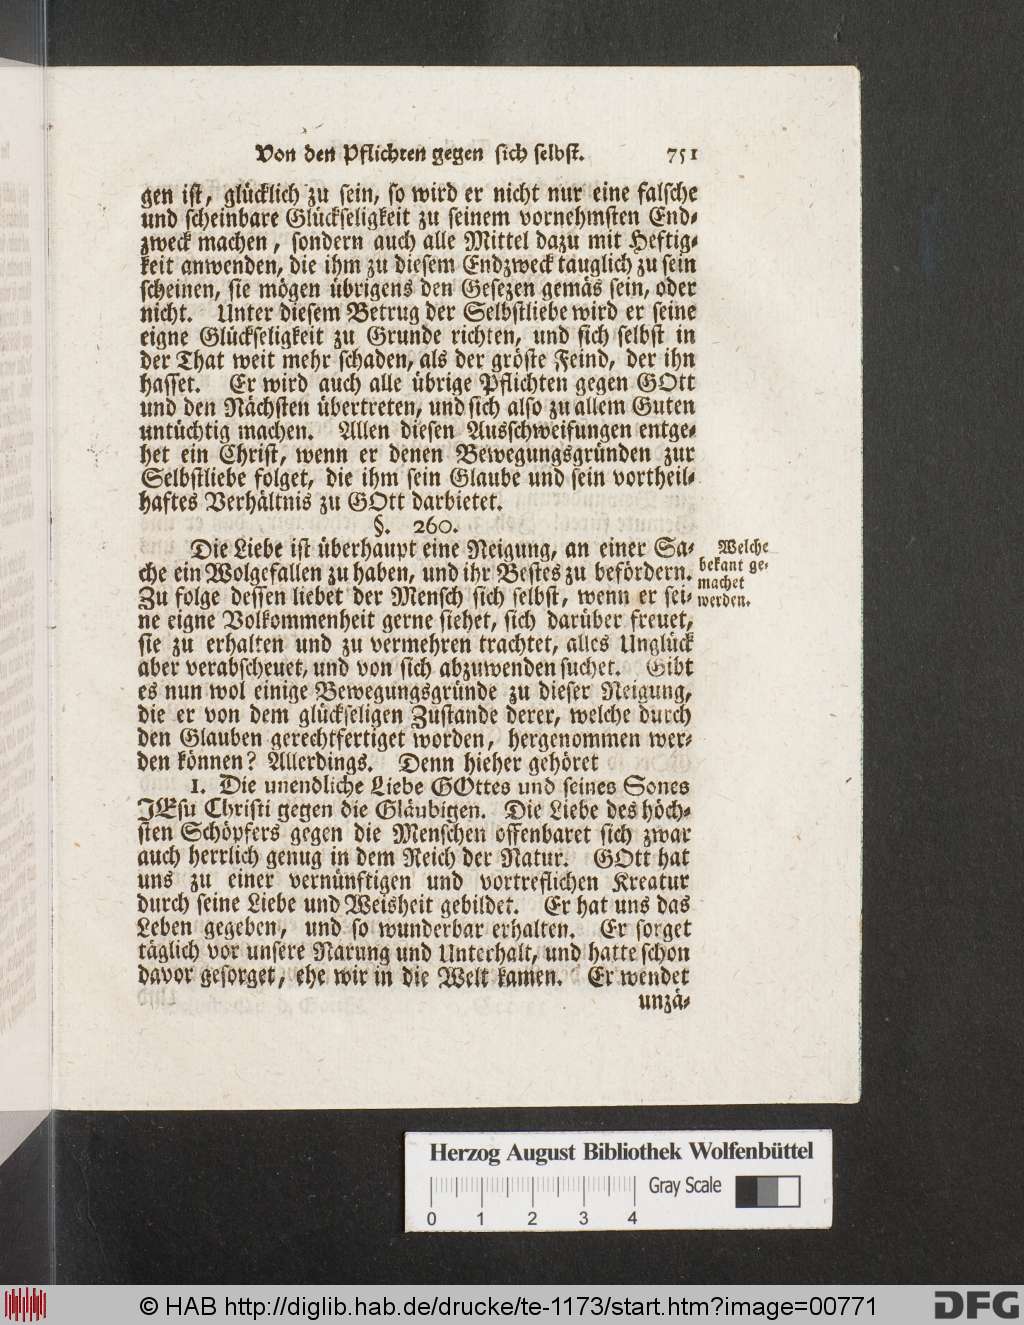 Von den Pflichten gegen sich selbst. 751
gen ist, glücklich zu sein, so wird er nicht nur eine falsche
und scheinbare Glückseligkeit zu seinem vornehmsten End-
zweck machen, sondern auch alle Mittel dazu mit Heftig-
keit anwenden, die ihm zu diesem Endzweck tauglich zu sein
scheinen, sie mögen übrigens den Gesezen gemäs sein, oder
nicht. Unter diesem Betrug der Selbstliebe wird er seine
eigne Glückseligkeit zu Grunde richten, und sich selbst in
der That weit mehr schaden, als der gröste Feind, der ihn
hasset. Er wird auch alle übrige Pflichten gegen GOtt
und den Nächsten übertreten, und sich also zu allem Guten
untüchtig machen. Allen diesen Ausschweifungen entge-
het ein Christ, wenn er denen Bewegungsgründen zur
Selbstliebe folget, die ihm sein Glaube und sein vortheil-
haftes Verhältnis zu GOtt darbietet.
§. 260.
Die Liebe ist überhaupt eine Neigung, an einer Sa-
che ein Wolgefallen zu haben, und ihr Bestes zu befördern.
Zu folge dessen liebet der Mensch sich selbst, wenn er sei-
ne eigne Volkommenheit gerne siehet, sich darüber freuet,
sie zu erhalten und zu vermehren trachtet, alles Unglück
aber verabscheuet, und von sich abzuwenden suchet. Gibt
es nun wol einige Bewegungsgründe zu dieser Neigung,
die er von dem glückseligen Zustande derer, welche durch
den Glauben gerechtfertiget worden, hergenommen wer-
den können? Allerdings. Denn hieher gehöret
1. Die unendliche Liebe GOttes und seines Sones
JEsu Christi gegen die Gläubigen. Die Liebe des höch-
sten Schöpfers gegen die Menschen offenbaret sich zwar
auch herrlich genug in dem Reich der Natur. GOtt hat
uns zu einer vernünftigen und vortreflichen Kreatur
durch seine Liebe und Weisheit gebildet. Er hat uns das
Leben gegeben, und so wunderbar erhalten. Er sorget
täglich vor unsere Narung und Unterhalt, und hatte schon
davor gesorget, ehe wir in die Welt kamen. Er wendet
unzä-
Welche
bekant ge-
machet
werden.
Herzog August Bibliothek Wolfenbüttel
Gray Scale
0 1 2 3 4
© HAB http://diglib.hab.de/drucke/te-1173/start.htm?image=00771
DFG